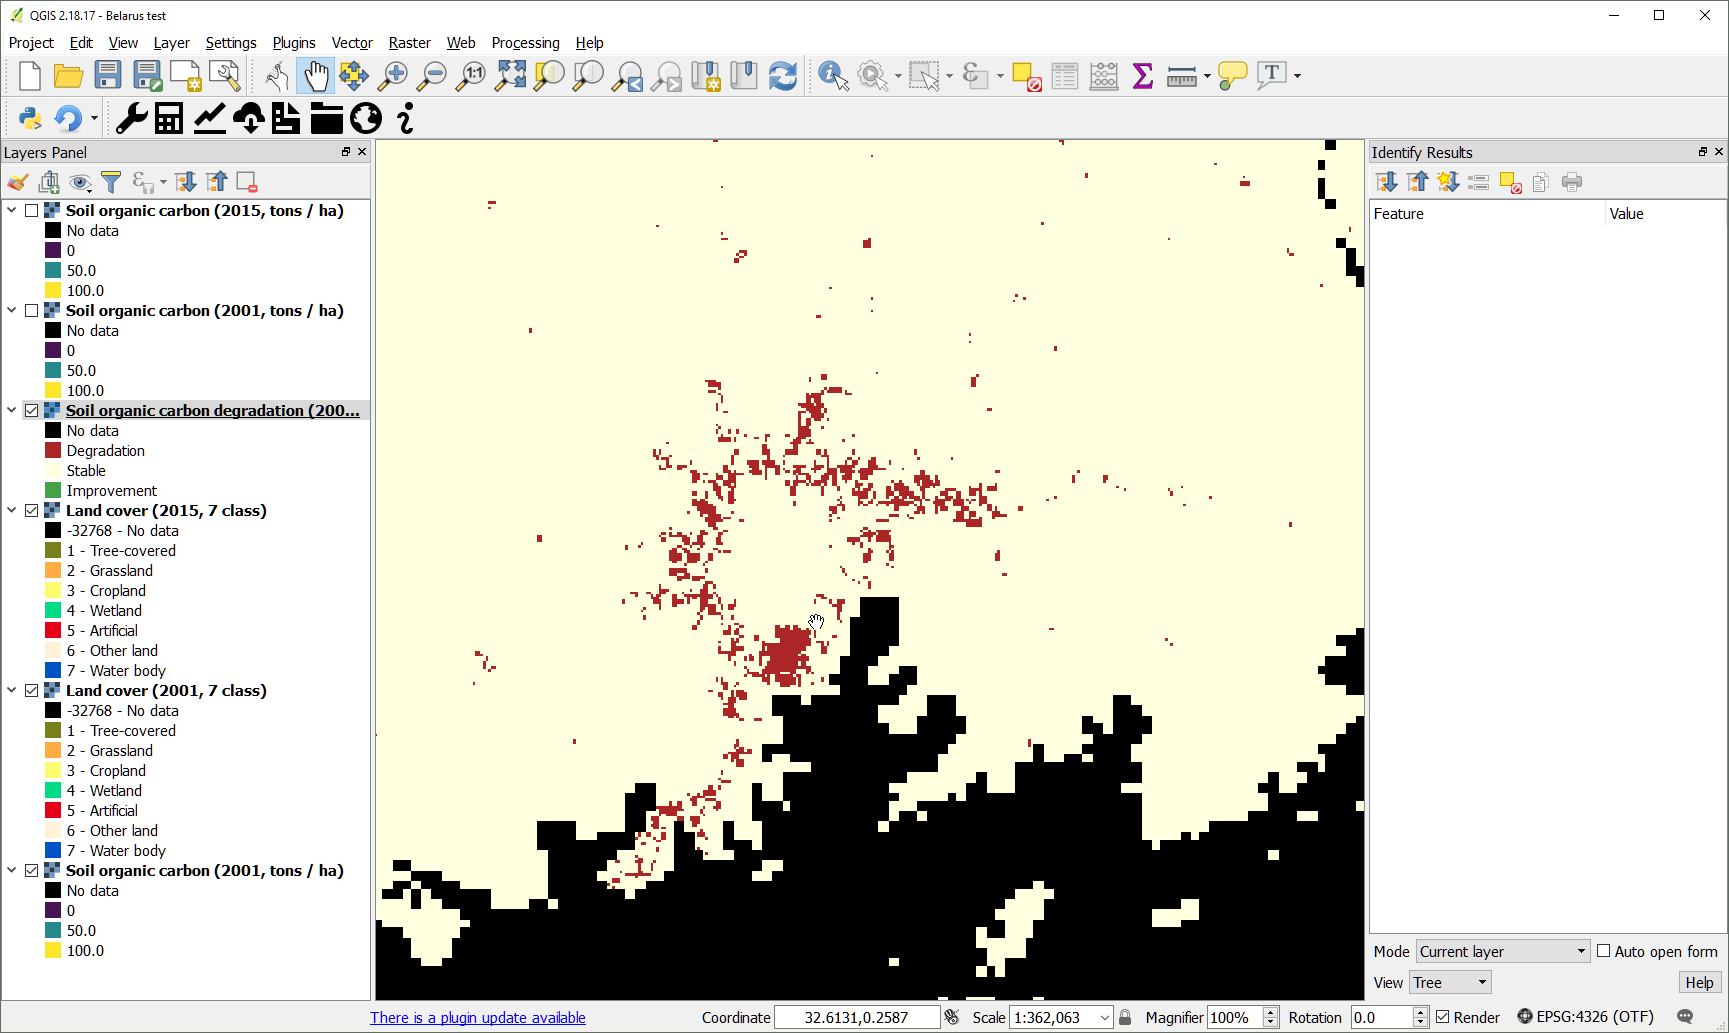 QGIS 2.18.17 - Belarus test
Project Edit View Layer Settings Plugins Vector Raster Web Processing Help
Layers Panel
Soil organic carbon (2015, tons / ha)
No data
0
50.0
100.0
Soil organic carbon (2001, tons / ha)
No data
0
50.0
100.0
Soil organic carbon degradation (200...
No data
Degradation
Stable
Improvement
Land cover (2015, 7 class)
-32768 - No data
1 - Tree-covered
2 - Grassland
3 - Cropland
4 - Wetland
5 - Artificial
6 - Other land
7 - Water body
Land cover (2001, 7 class)
-32768 - No data
1 - Tree-covered
2 - Grassland
3 - Cropland
4 - Wetland
5 - Artificial
6 - Other land
7 - Water body
Soil organic carbon (2001, tons / ha)
No data
0
50.0
100.0
Identify Results
Feature Value
Mode Current layer Auto open form
View Tree Help
There is a plugin update available Coordinate 32.6131,0.2587 Scale 1:362,063 Magnifier 100% Rotation 0.0 Render EPSG:4326 (OTF)